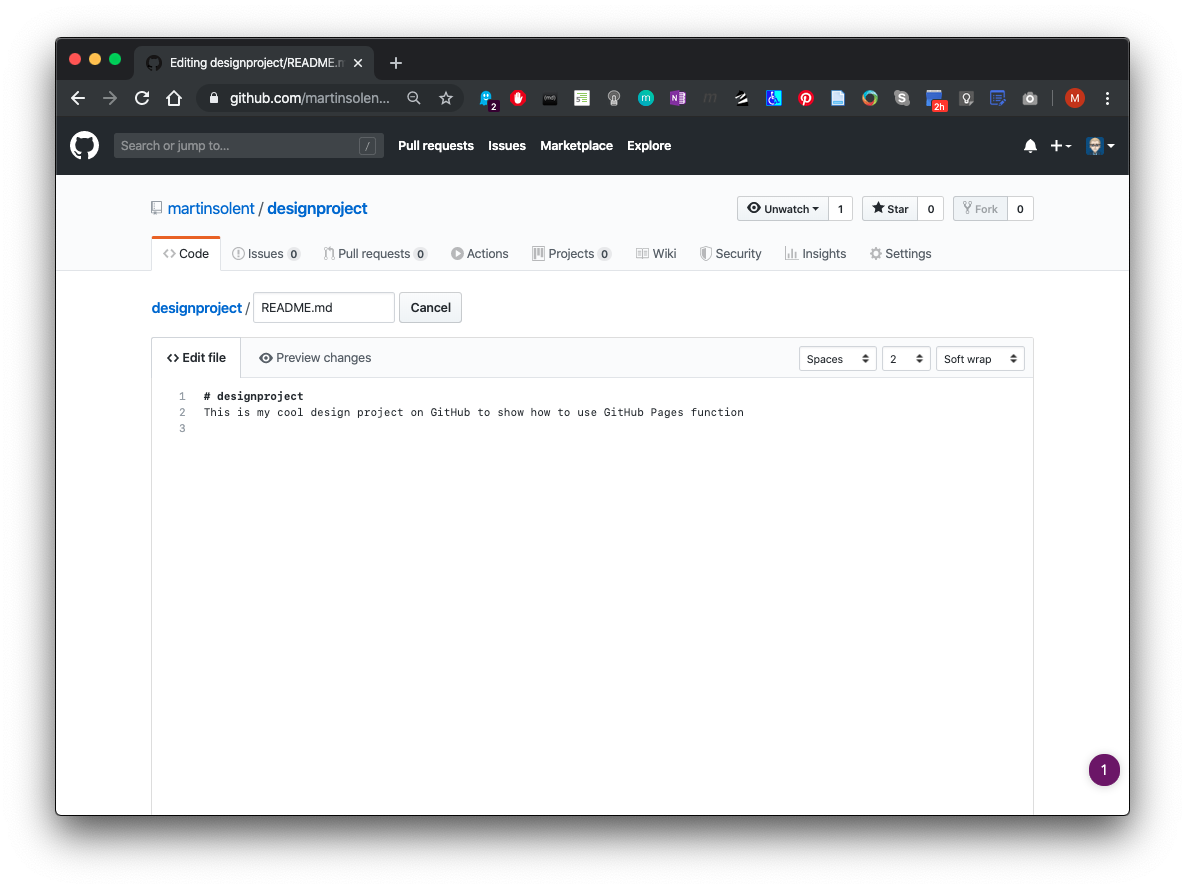 Editing designproject/README.m
github.com/martinsolen...
2
m
N
S
2h
M
Search or jump to... /
Pull requests Issues Marketplace Explore
martinsolent / designproject
Unwatch 1 Star 0 Fork 0
Code Issues 0 Pull requests 0 Actions Projects 0 Wiki Security Insights Settings
designproject / README.md Cancel
Edit file Preview changes Spaces 2 Soft wrap
1 # designproject
2 This is my cool design project on GitHub to show how to use GitHub Pages function
3
1